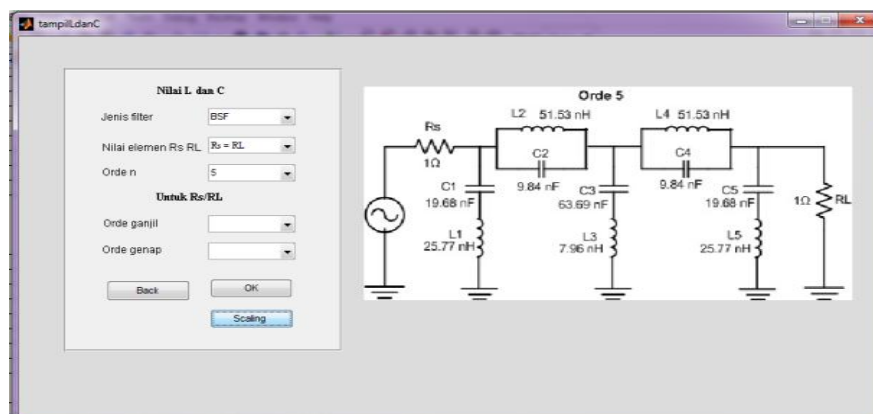 tampilLdanC
Nilai L dan C
Jenis filter
BSF
Nilai elemen Rs RL
Rs = RL
Orde n
5
Untuk Rs/RL
Orde ganjil
Orde genap
Back
OK
Scaling
Orde 5
L2 51.53 nH
L4 51.53 nH
Rs
1Ω
C2
9.84 nF
C4
9.84 nF
C1
19.68 nF
C3
63.69 nF
C5
19.68 nF
1Ω RL
L1
25.77 nH
L3
7.96 nH
L5
25.77 nH